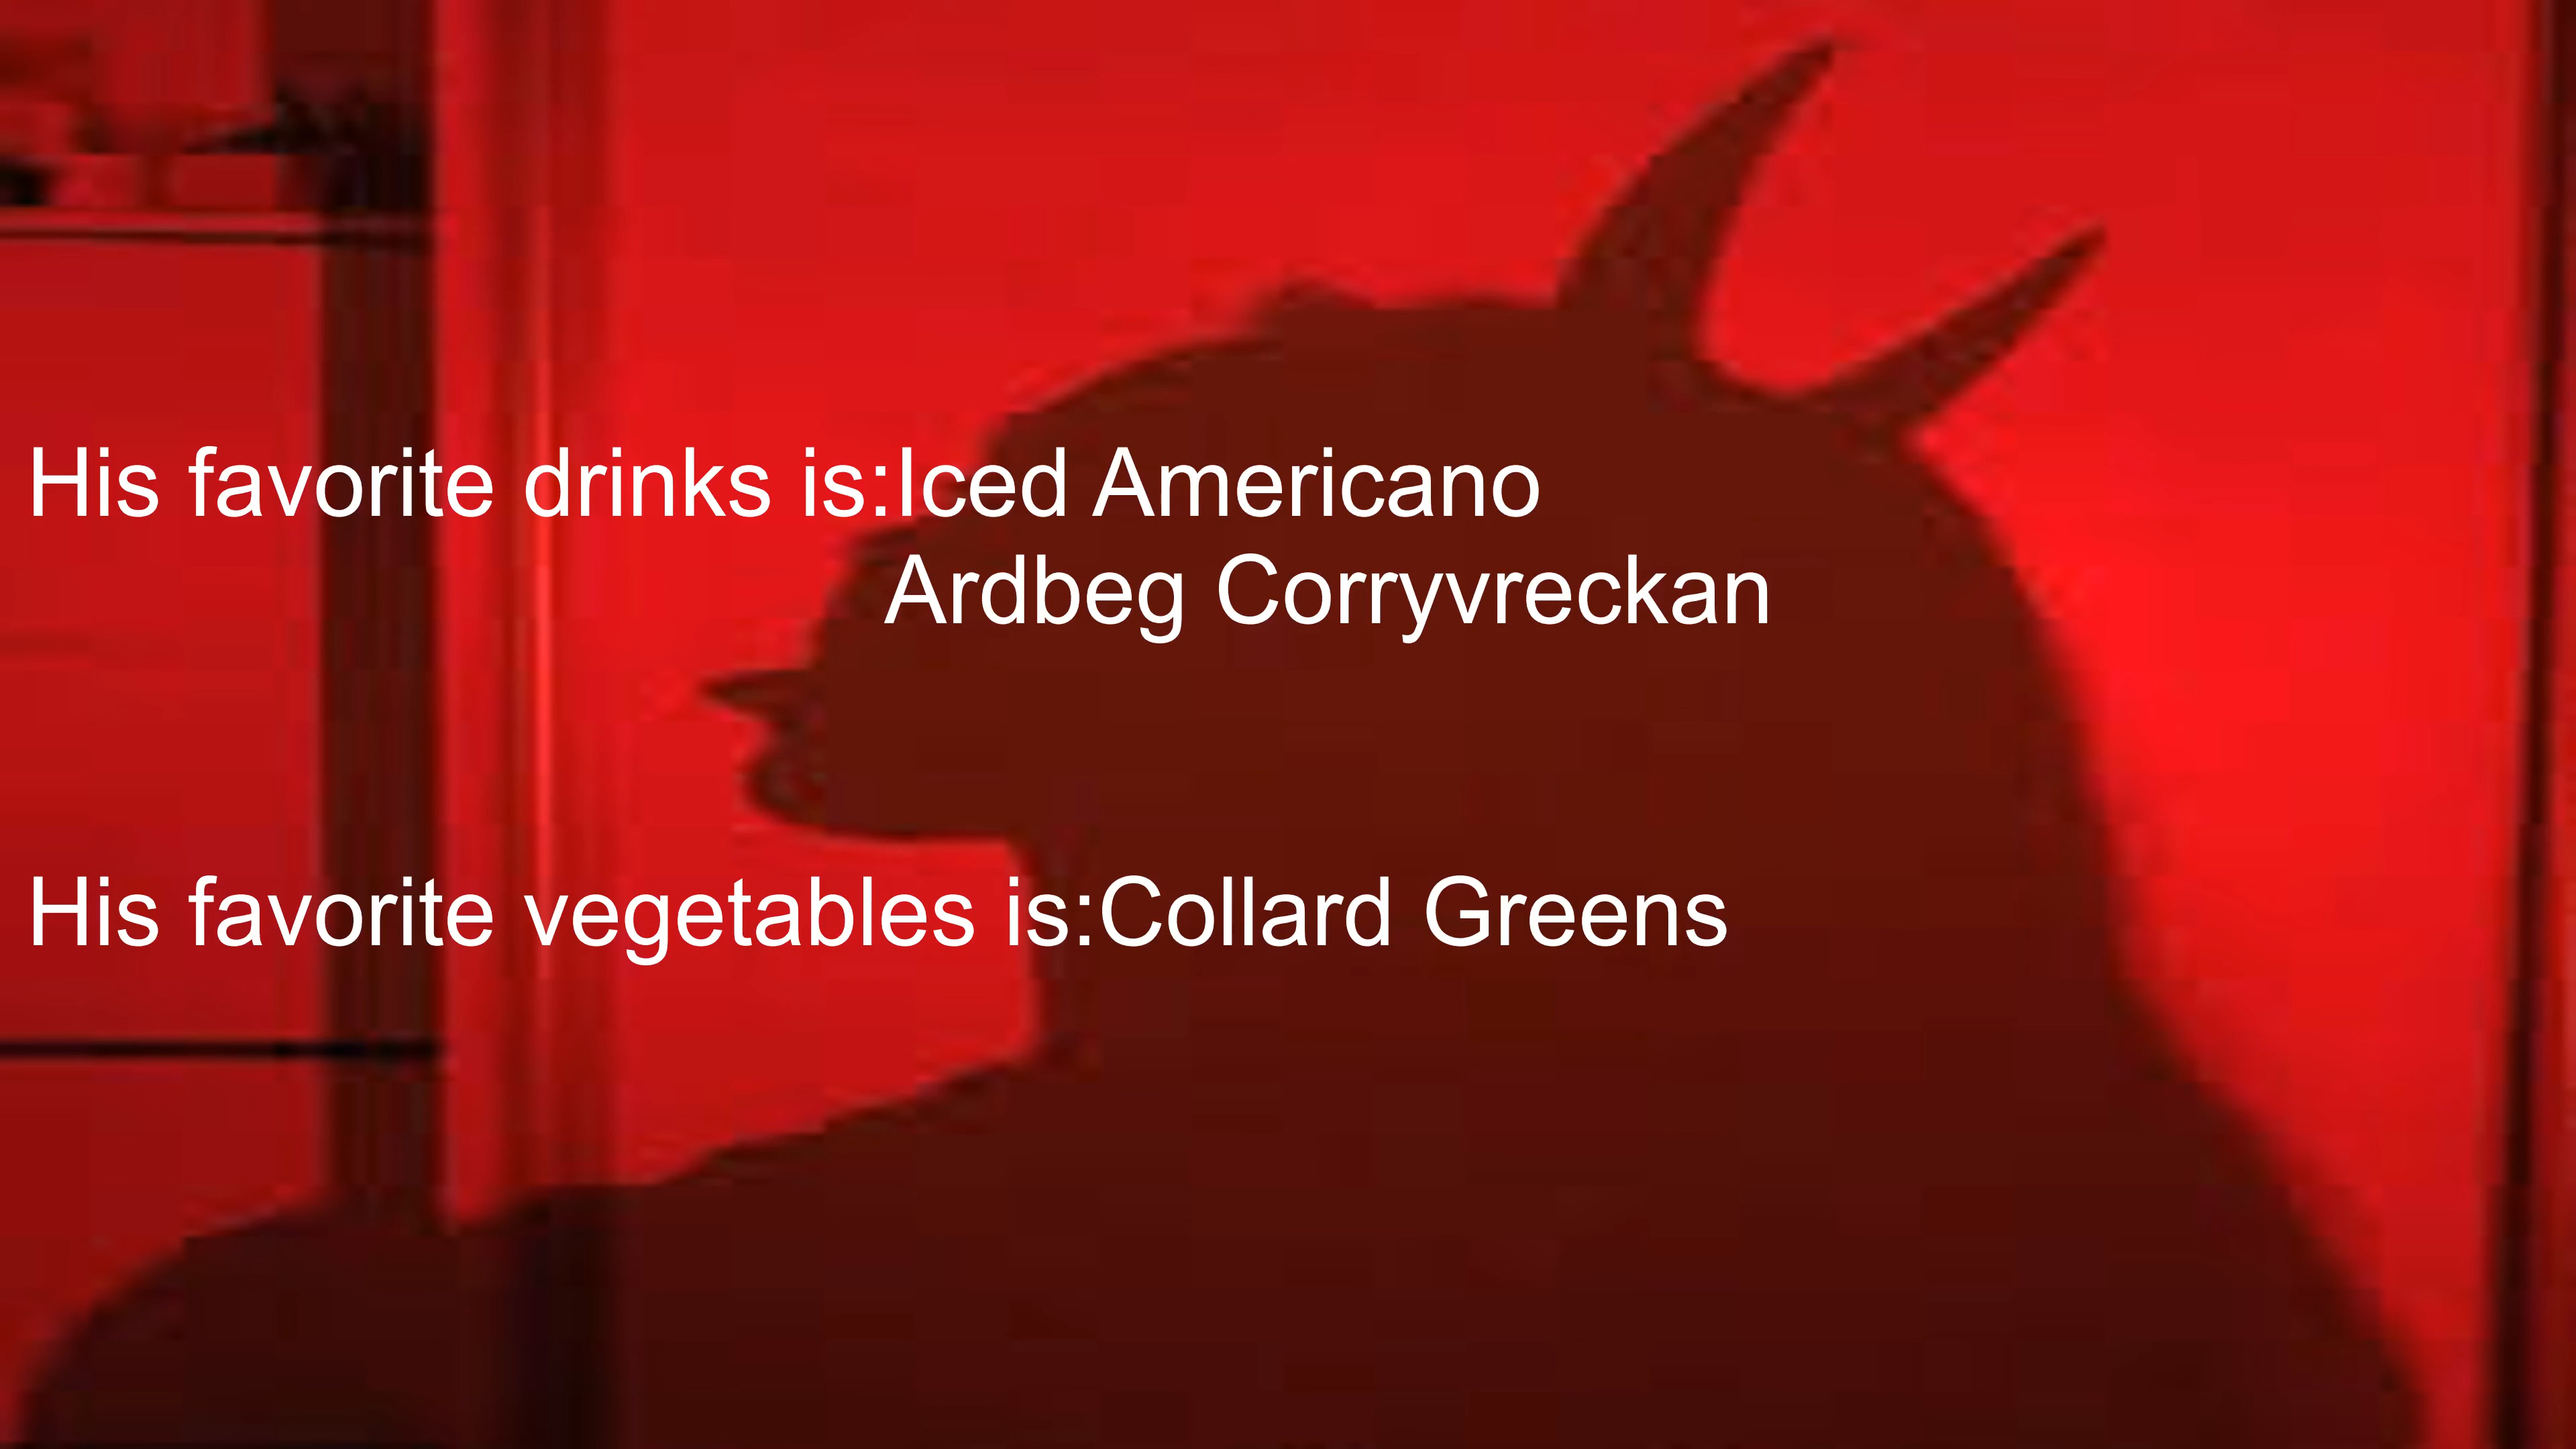 His favorite drinks is:Iced Americano
Ardbeg Corryvreckan
His favorite vegetables is:Collard Greens